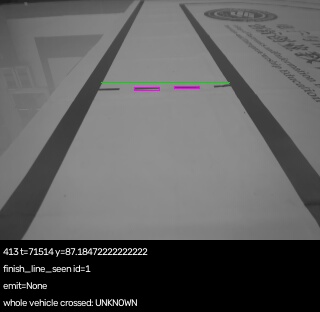 413 t=71514 y=87.18472222222222
finish_line_seen id=1
emit=None
whole vehicle crossed: UNKNOWN